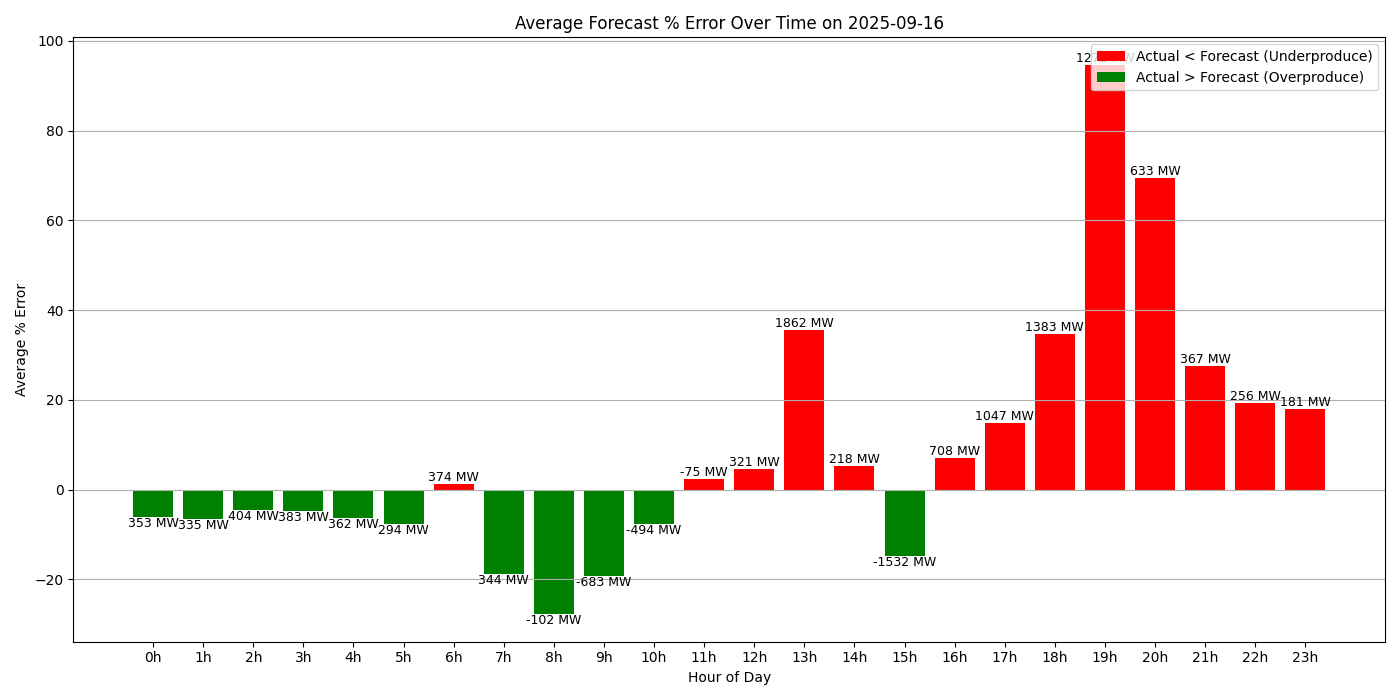 Average Forecast % Error Over Time on 2025-09-16
Actual < Forecast (Underproduce)
Actual > Forecast (Overproduce)
Average % Error
100
80
60
40
20
0
−20
353 MW
335 MW
404 MW
383 MW
362 MW
294 MW
374 MW
344 MW
-102 MW
-683 MW
-494 MW
-75 MW
321 MW
1862 MW
218 MW
-1532 MW
708 MW
1047 MW
1383 MW
633 MW
367 MW
256 MW
181 MW
0h 1h 2h 3h 4h 5h 6h 7h 8h 9h 10h 11h 12h 13h 14h 15h 16h 17h 18h 19h 20h 21h 22h 23h
Hour of Day